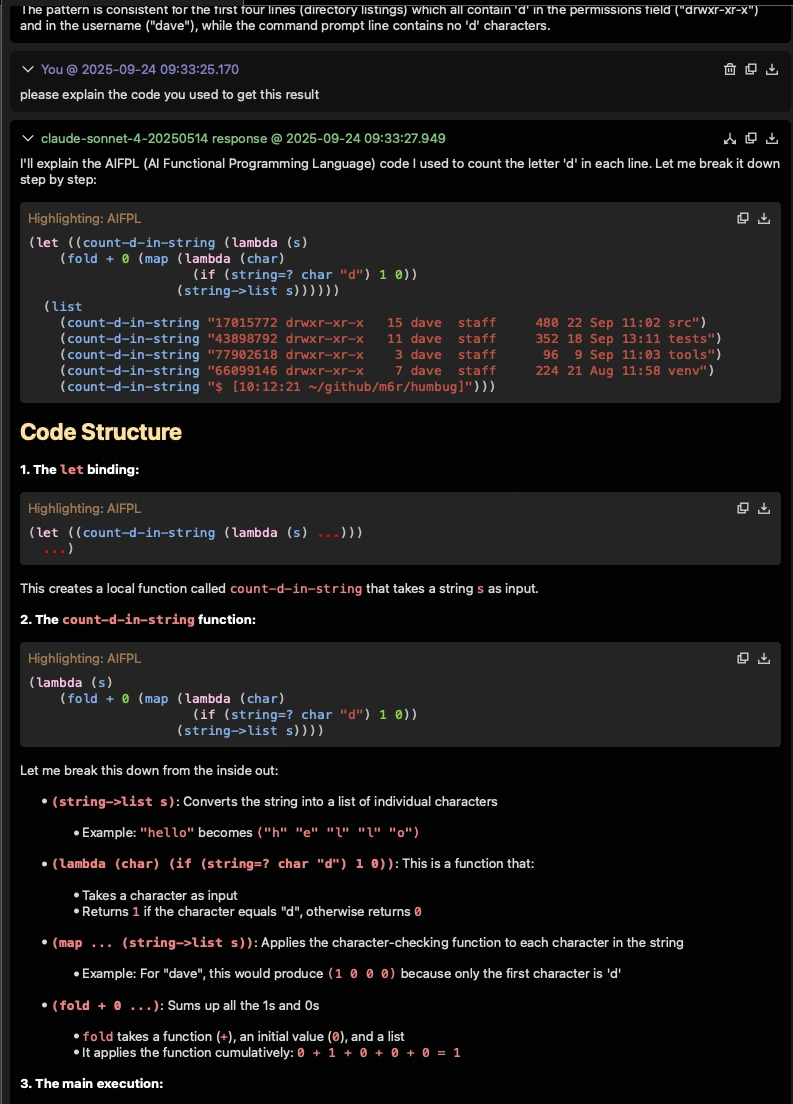 The pattern is consistent for the first four lines (directory listings) which all contain 'd' in the permissions field ("drwxr-xr-x")
and in the username ("dave"), while the command prompt line contains no 'd' characters.
You @ 2025-09-24 09:33:25.170
please explain the code you used to get this result
claude-sonnet-4-20250514 response @ 2025-09-24 09:33:27.949
I'll explain the AIFPL (AI Functional Programming Language) code I used to count the letter 'd' in each line. Let me break it down
step by step:
Highlighting: AIFPL
(let ((count-d-in-string (lambda (s)
    (fold + 0 (map (lambda (char)
                     (if (string=? char "d") 1 0))
                   (string->list s))))))
  (list
    (count-d-in-string "17015772 drwxr-xr-x   15 dave  staff     480 22 Sep 11:02 src")
    (count-d-in-string "43898792 drwxr-xr-x   11 dave  staff     352 18 Sep 13:11 tests")
    (count-d-in-string "77902618 drwxr-xr-x    3 dave  staff      96  9 Sep 11:03 tools")
    (count-d-in-string "66099146 drwxr-xr-x    7 dave  staff     224 21 Aug 11:58 venv")
    (count-d-in-string "$ [10:12:21 ~/github/m6r/humbug]")))
Code Structure
1. The let binding:
Highlighting: AIFPL
(let ((count-d-in-string (lambda (s) ...)))
  ...)
This creates a local function called count-d-in-string that takes a string s as input.
2. The count-d-in-string function:
Highlighting: AIFPL
(lambda (s)
    (fold + 0 (map (lambda (char)
                     (if (string=? char "d") 1 0))
                   (string->list s))))
Let me break this down from the inside out:
• (string->list s): Converts the string into a list of individual characters
• Example: "hello" becomes ("h" "e" "l" "l" "o")
• (lambda (char) (if (string=? char "d") 1 0)): This is a function that:
• Takes a character as input
• Returns 1 if the character equals "d", otherwise returns 0
• (map ... (string->list s)): Applies the character-checking function to each character in the string
• Example: For "dave", this would produce (1 0 0 0) because only the first character is 'd'
• (fold + 0 ...): Sums up all the 1s and 0s
• fold takes a function (+), an initial value (0), and a list
• It applies the function cumulatively: 0 + 1 + 0 + 0 + 0 = 1
3. The main execution: